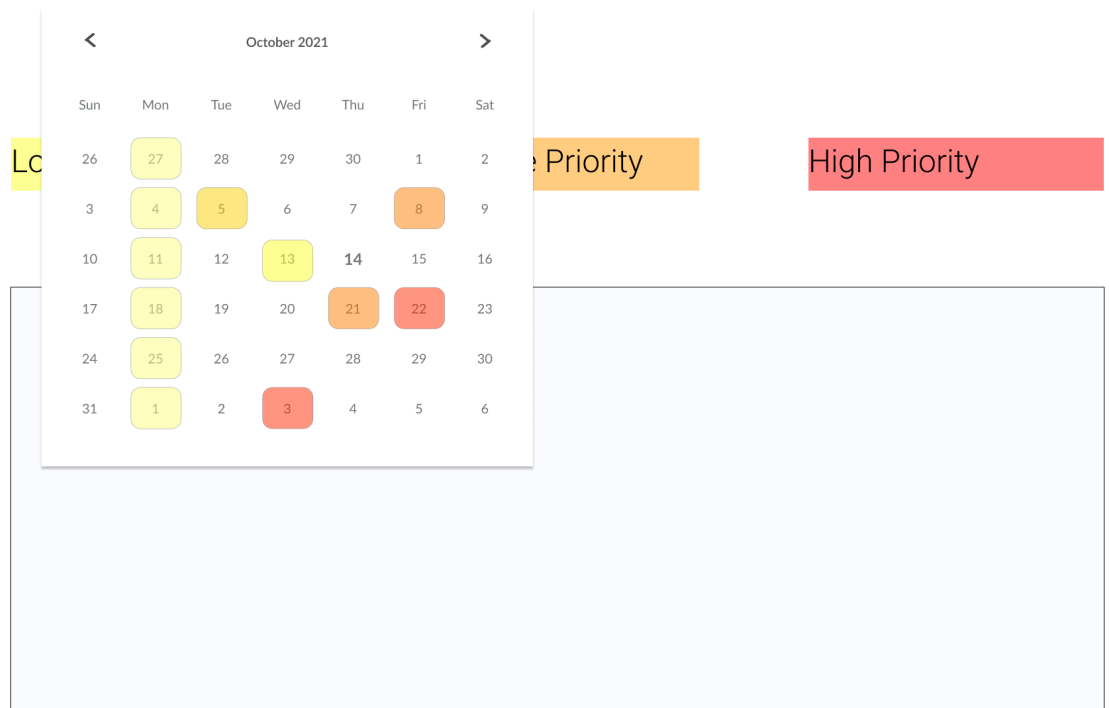 October 2021
Sun Mon Tue Wed Thu Fri Sat
26 27 28 29 30 1 2
Priority High Priority
3 4 5 6 7 8 9
10 11 12 13 14 15 16
17 18 19 20 21 22 23
24 25 26 27 28 29 30
31 1 2 3 4 5 6